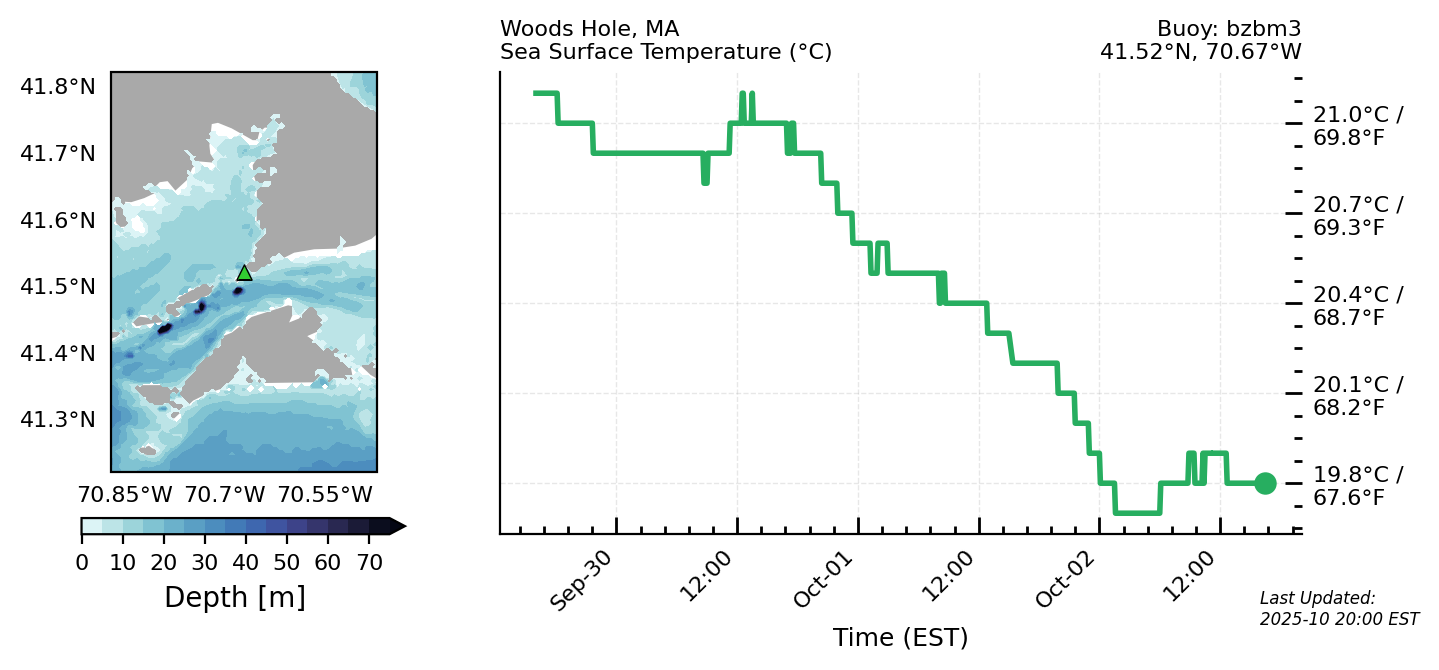 Woods Hole, MA
Sea Surface Temperature (°C)
Buoy: bzbm3
41.52°N, 70.67°W
41.8°N
41.7°N
41.6°N
41.5°N
41.4°N
41.3°N
70.85°W 70.7°W 70.55°W
0 10 20 30 40 50 60 70
Depth [m]
21.0°C /
69.8°F
20.7°C /
69.3°F
20.4°C /
68.7°F
20.1°C /
68.2°F
19.8°C /
67.6°F
Sep-30 12:00 Oct-01 12:00 Oct-02 12:00
Time (EST)
Last Updated:
2025-10 20:00 EST